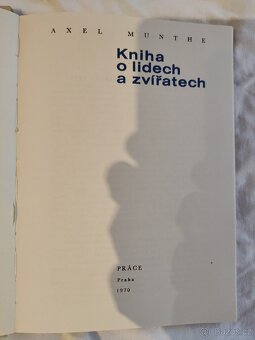 AXEL MUNTHE
Kniha
o lidech
a zvířatech
PRÁCE
Praha
1970